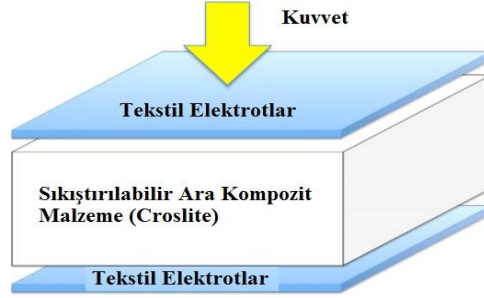 Kuvvet
Tekstil Elektrotlar
Sıkıştırılabilir Ara Kompozit
Malzeme (Croslite)
Tekstil Elektrotlar